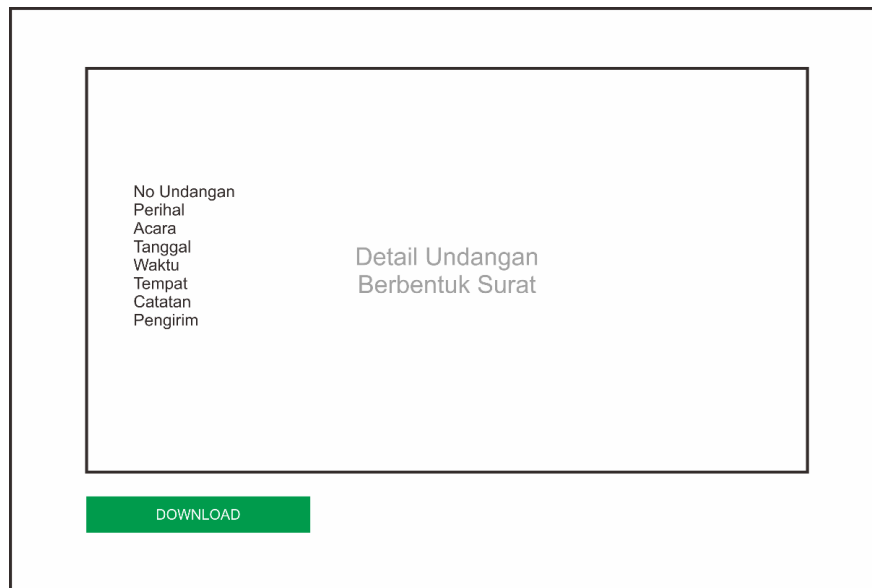 No Undangan
Perihal
Acara
Tanggal
Waktu
Tempat
Catatan
Pengirim
Detail Undangan
Berbentuk Surat
DOWNLOAD